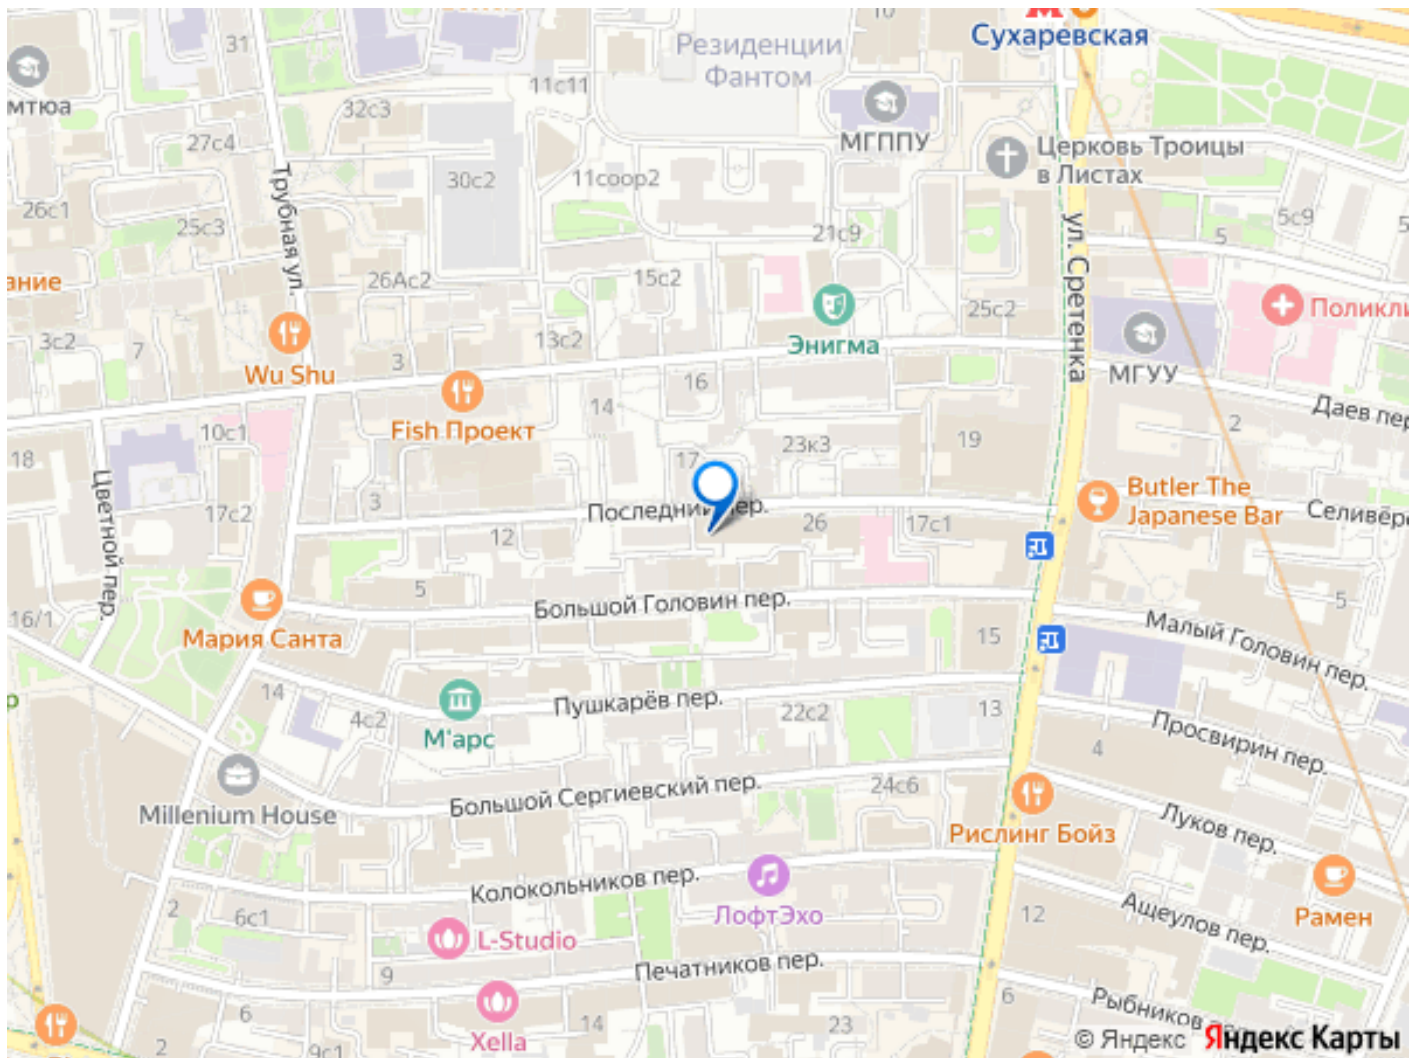 10
Сухаревская
31
Резиденции
Фантом
мтюа
11с11
32с3
МГППУ
27с4
Церковь Троицы
в Листах
Трубная ул.
30с2
11соор2
26с1
25с3
5с9
5
21с9
ул. Сретенка
ание
26Ас2
15с2
25с2
Поликли
3с2
7
13с2
Энигма
3
Wu Shu
16
МГУУ
Fish Проект
14
Даев пер
10с1
2
18
23к3
19
17
Цветной пер.
Butler The
Japanese Bar
3
17с2
Последний пер.
26
17с1
Селивёрс
12
5
5
Большой Головин пер.
16/1
Мария Санта
15
Малый Головин пер.
14
4с2
Пушкарёв пер.
22с2
13
М'арс
Просвирин пер.
4
Millenium House
Большой Сергиевский пер.
24с6
Рислинг Бойз
Луков пер.
Колокольников пер.
2
6с1
ЛофтЭхо
12
Ащеулов пер.
Рамен
L-Studio
9
Печатников пер.
6
Рыбников
6
Xella
14
23
2
9с1
© Яндекс Яндекс Карты